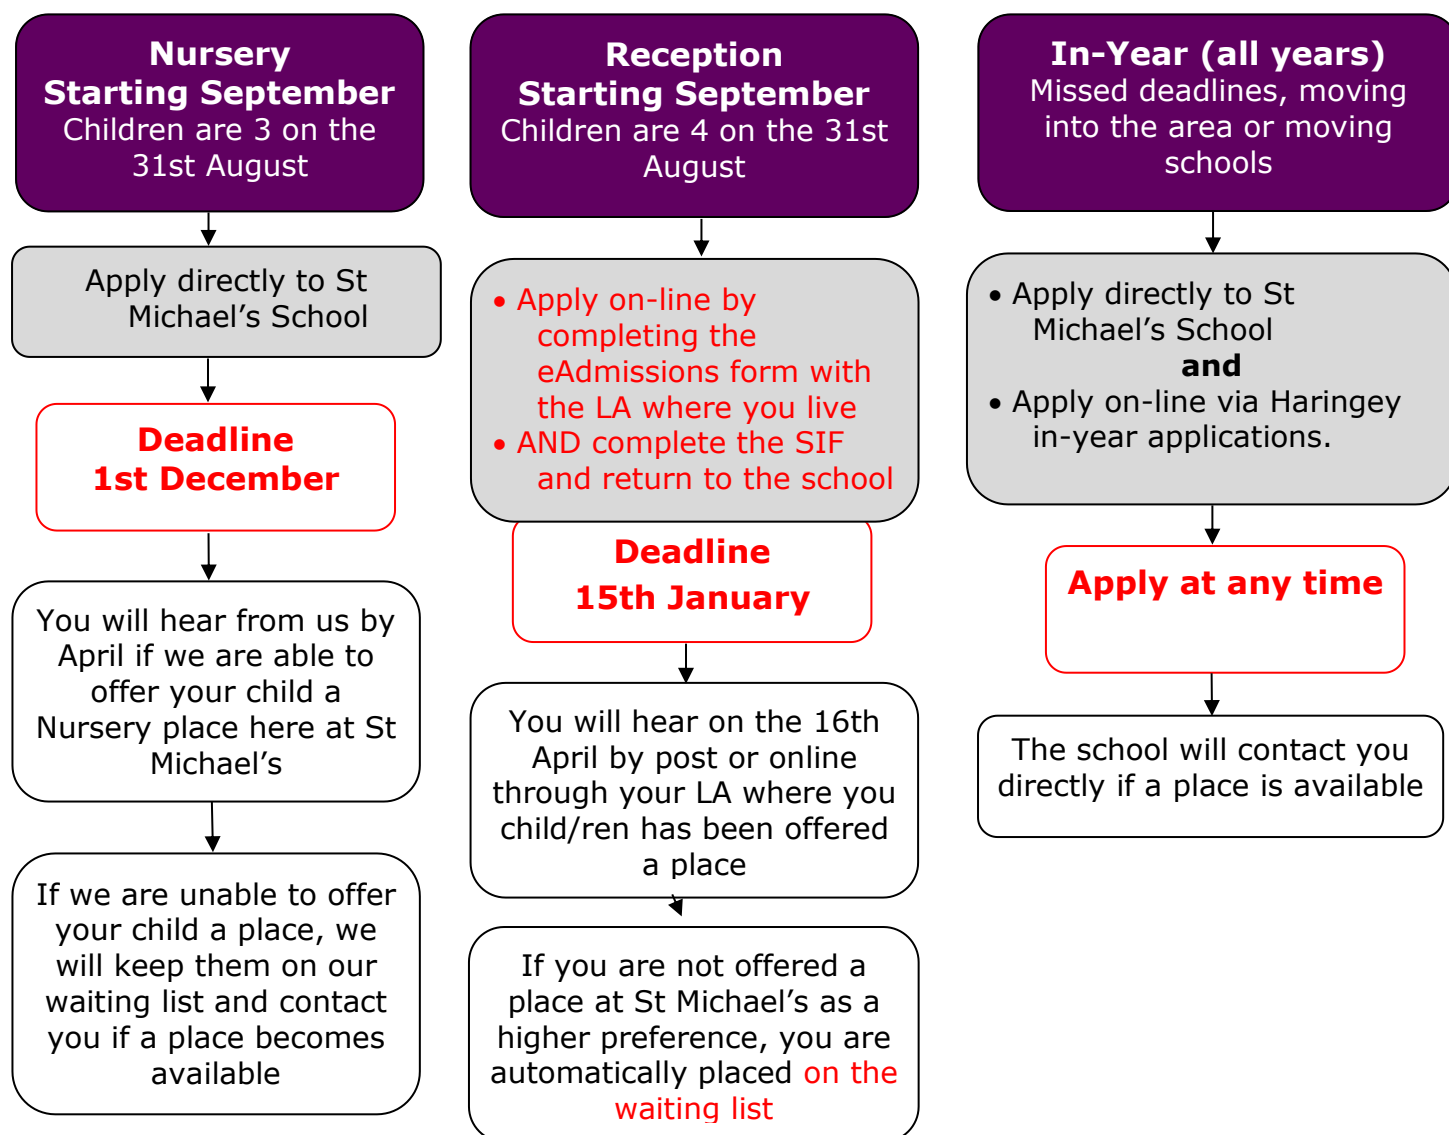 Nursery
Starting September
Children are 3 on the
31st August
Apply directly to St
Michael’s School
Deadline
1st December
You will hear from us by
April if we are able to
offer your child a
Nursery place here at St
Michael’s
If we are unable to offer
your child a place, we
will keep them on our
waiting list and contact
you if a place becomes
available
Reception
Starting September
Children are 4 on the 31st
August
• Apply on-line by
completing the
eAdmissions form with
the LA where you live
• AND complete the SIF
and return to the school
Deadline
15th January
You will hear on the 16th
April by post or online
through your LA where you
child/ren has been offered
a place
If you are not offered a
place at St Michael’s as a
higher preference, you are
automatically placed on the
waiting list
In-Year (all years)
Missed deadlines, moving
into the area or moving
schools
• Apply directly to St
Michael’s School
and
• Apply on-line via Haringey
in-year applications.
Apply at any time
The school will contact you
directly if a place is available